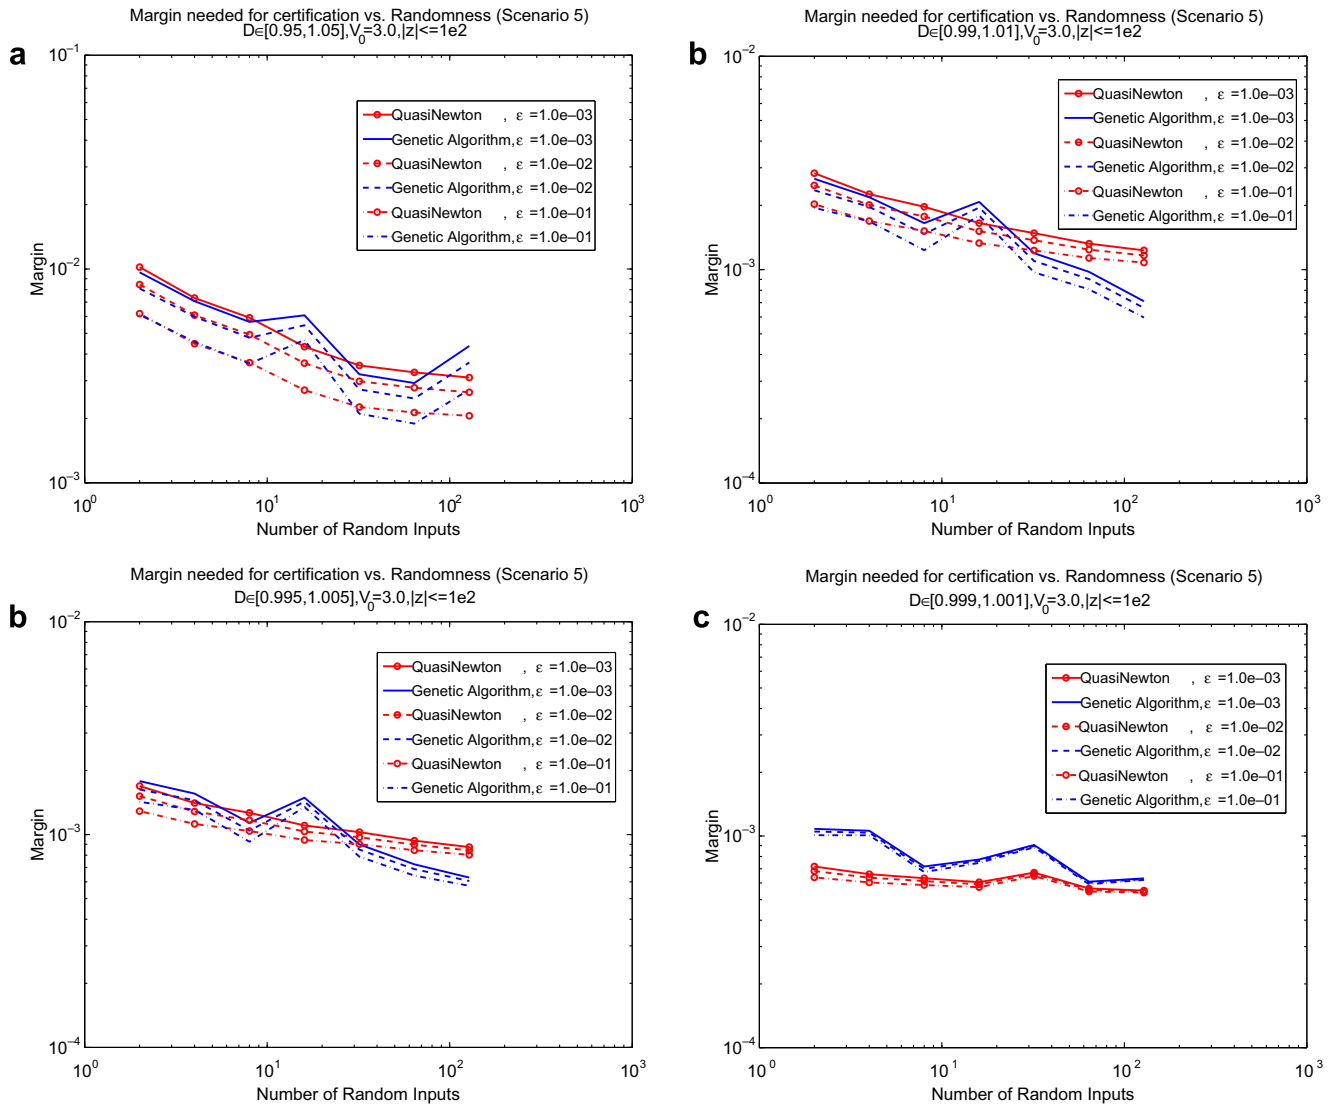 Margin needed for certification vs. Randomness (Scenario 5)
D∈[0.95,1.05],V0=3.0,|z|<=1e2
a
10−1
10−2
10−3
Margin
QuasiNewton , ε =1.0e−03
Genetic Algorithm,ε =1.0e−03
QuasiNewton , ε =1.0e−02
Genetic Algorithm,ε =1.0e−02
QuasiNewton , ε =1.0e−01
Genetic Algorithm,ε =1.0e−01
100 101 102 103
Number of Random Inputs
Margin needed for certification vs. Randomness (Scenario 5)
D∈[0.99,1.01],V0=3.0,|z|<=1e2
b
10−2
10−3
10−4
Margin
QuasiNewton , ε =1.0e−03
Genetic Algorithm,ε =1.0e−03
QuasiNewton , ε =1.0e−02
Genetic Algorithm,ε =1.0e−02
QuasiNewton , ε =1.0e−01
Genetic Algorithm,ε =1.0e−01
100 101 102 103
Number of Random Inputs
Margin needed for certification vs. Randomness (Scenario 5)
D∈[0.995,1.005],V0=3.0,|z|<=1e2
b
10−2
10−3
10−4
Margin
QuasiNewton , ε =1.0e−03
Genetic Algorithm,ε =1.0e−03
QuasiNewton , ε =1.0e−02
Genetic Algorithm,ε =1.0e−02
QuasiNewton , ε =1.0e−01
Genetic Algorithm,ε =1.0e−01
100 101 102 103
Number of Random Inputs
Margin needed for certification vs. Randomness (Scenario 5)
D∈[0.999,1.001],V0=3.0,|z|<=1e2
c
10−2
10−3
10−4
Margin
QuasiNewton , ε =1.0e−03
Genetic Algorithm,ε =1.0e−03
QuasiNewton , ε =1.0e−02
Genetic Algorithm,ε =1.0e−02
QuasiNewton , ε =1.0e−01
Genetic Algorithm,ε =1.0e−01
100 101 102 103
Number of Random Inputs